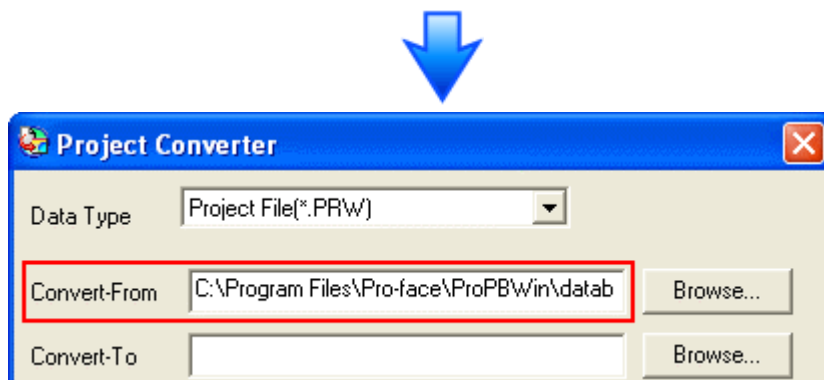 Project Converter
Data Type Project File(*.PRW)
Convert-From C:\Program Files\Pro-face\ProPBWin\datab Browse...
Convert-To Browse...